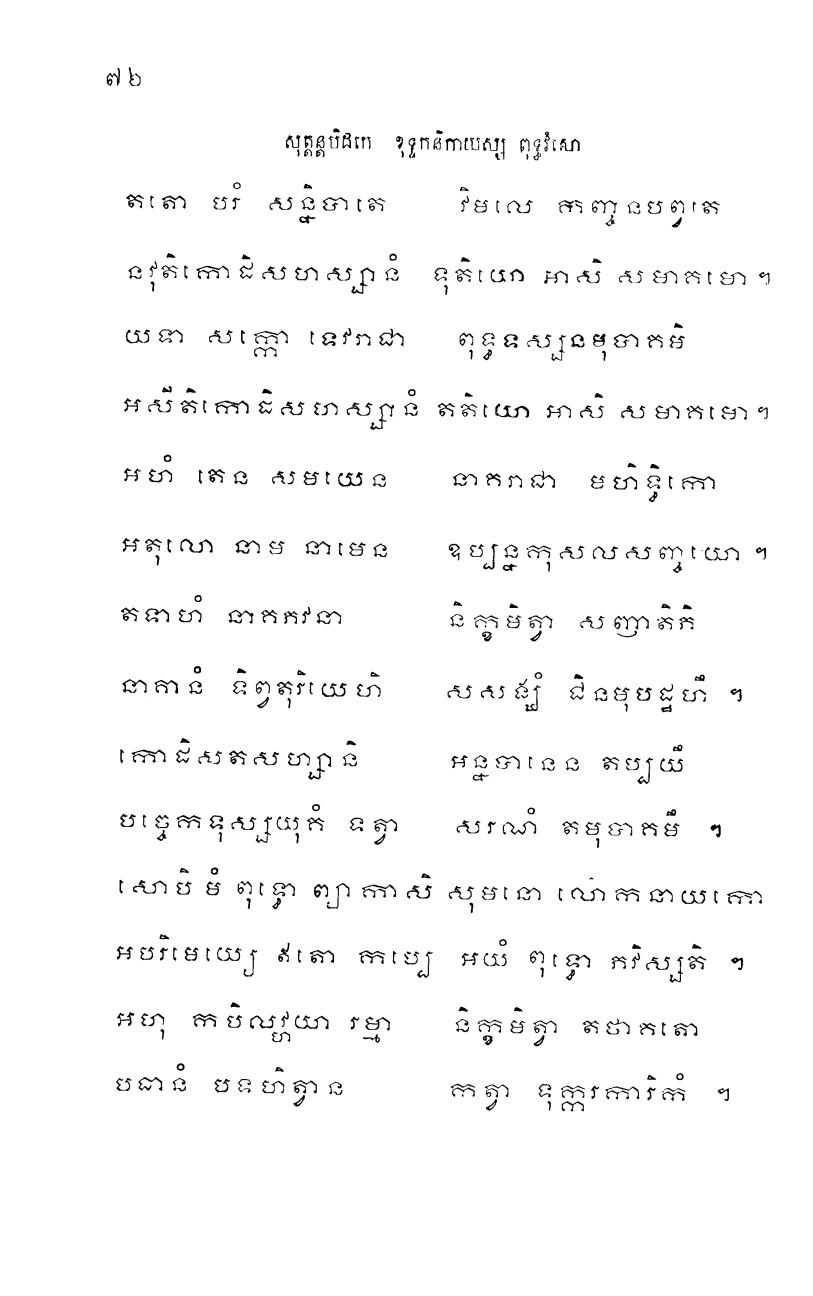 ៧៦
សុត្តន្តបិដកេ ខុទ្ទកនិកាយស្ស ពុទ្ធវំសោ
តតោ បរំ សន្និបាតេ វិមលេ កញ្ចនបព្វតេ
នវុតិកោដិសហស្សានំ ទុតិយោ អាសិ សមាគមោ ។
យទា សក្កោ ទេវរាជា ពុទ្ធទស្សនមុបាគមិ
អសីតិកោដិសហស្សានំ តតិយោ អាសិ សមាគមោ ។
អហំ តេន សមយេន នាគរាជា មហិទ្ធិកោ
អតុលោ នាម នាមេន ឧប្បន្នកុសលសញ្ចយោ ។
តទាហំ នាគភវនា និក្ខមិត្វា សញាតិភិ
នាគានំ ទិព្វតុរិយេហិ សសង្ឃំ ជិនមុបដ្ឋហឹ ។
កោដិសតសហ្សានិ អន្នបានេន តប្បយឹ
បច្ចេកទុស្សយុគំ ទត្វា សរណំ តមុបាគមឹ ។
សោបិ មំ ពុទ្ធោ ព្យាកាសិ សុមនោ លោកនាយកោ
អបរិមេយ្យេ ឥតោ កប្បេ អយំ ពុទ្ធោ ភវិស្សតិ ។
អហុ កបិលវ្ហយា រម្មា និក្ខមិត្វា តថាគតោ
បធានំ បទហិត្វាន កត្វា ទុក្ករការិកំ ។